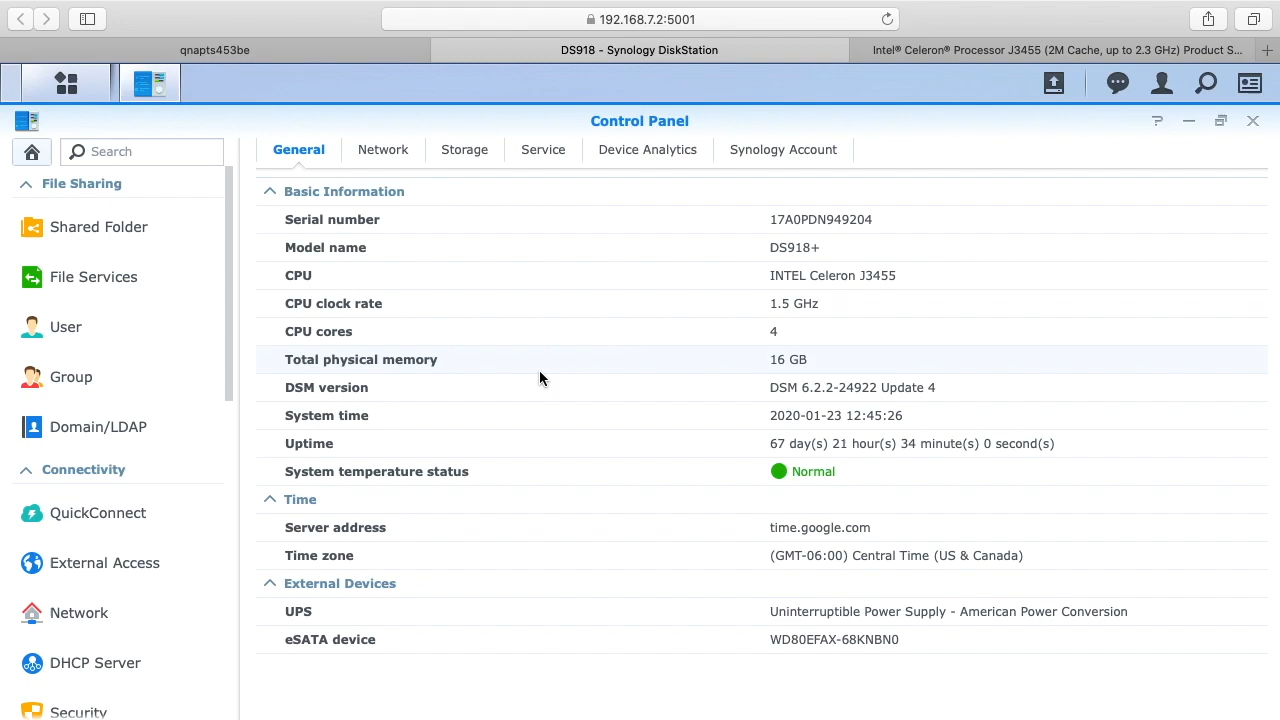 192.168.7.2:5001
qnapts453be
DS918 - Synology DiskStation
Intel® Celeron® Processor J3455 (2M Cache, up to 2.3 GHz) Product S...
Control Panel
Search
General Network Storage Service Device Analytics Synology Account
File Sharing
Shared Folder
File Services
User
Group
Domain/LDAP
Connectivity
QuickConnect
External Access
Network
DHCP Server
Security
Basic Information
Serial number 17A0PDN949204
Model name DS918+
CPU INTEL Celeron J3455
CPU clock rate 1.5 GHz
CPU cores 4
Total physical memory 16 GB
DSM version DSM 6.2.2-24922 Update 4
System time 2020-01-23 12:45:26
Uptime 67 day(s) 21 hour(s) 34 minute(s) 0 second(s)
System temperature status Normal
Time
Server address time.google.com
Time zone (GMT-06:00) Central Time (US & Canada)
External Devices
UPS Uninterruptible Power Supply - American Power Conversion
eSATA device WD80EFAX-68KNBN0